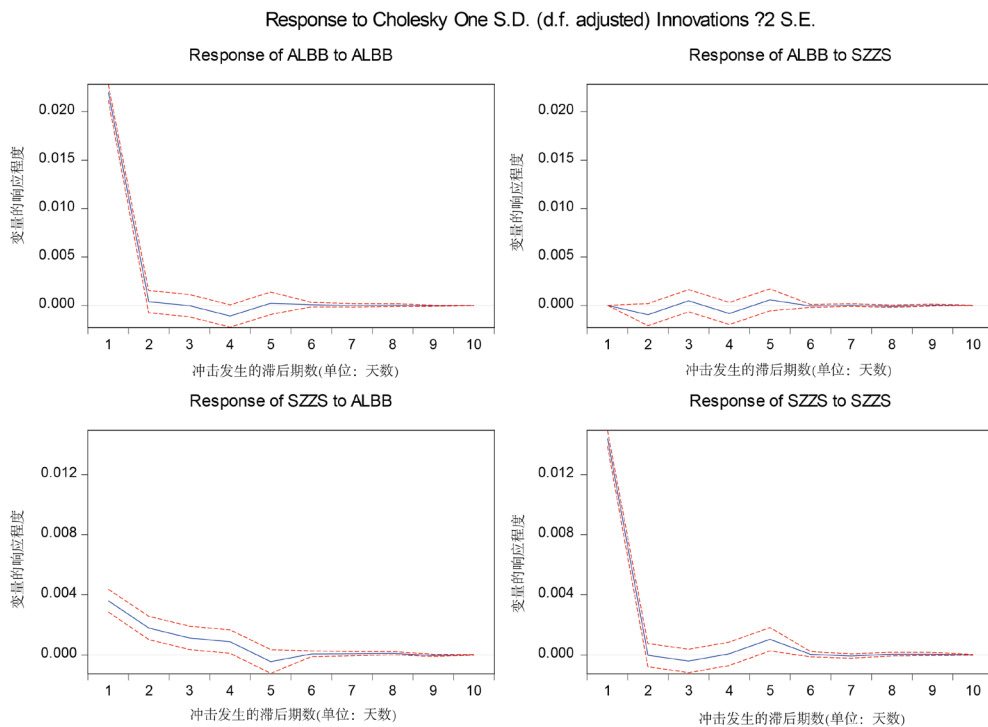 Response to Cholesky One S.D. (d.f. adjusted) Innovations ?2 S.E.
Response of ALBB to ALBB
变量的响应程度
0.020
0.015
0.010
0.005
0.000
1 2 3 4 5 6 7 8 9 10
冲击发生的滞后期数(单位：天数)
Response of ALBB to SZZS
变量的响应程度
0.020
0.015
0.010
0.005
0.000
1 2 3 4 5 6 7 8 9 10
冲击发生的滞后期数(单位：天数)
Response of SZZS to ALBB
变量的响应程度
0.012
0.008
0.004
0.000
1 2 3 4 5 6 7 8 9 10
冲击发生的滞后期数(单位：天数)
Response of SZZS to SZZS
变量的响应程度
0.012
0.008
0.004
0.000
1 2 3 4 5 6 7 8 9 10
冲击发生的滞后期数(单位：天数)